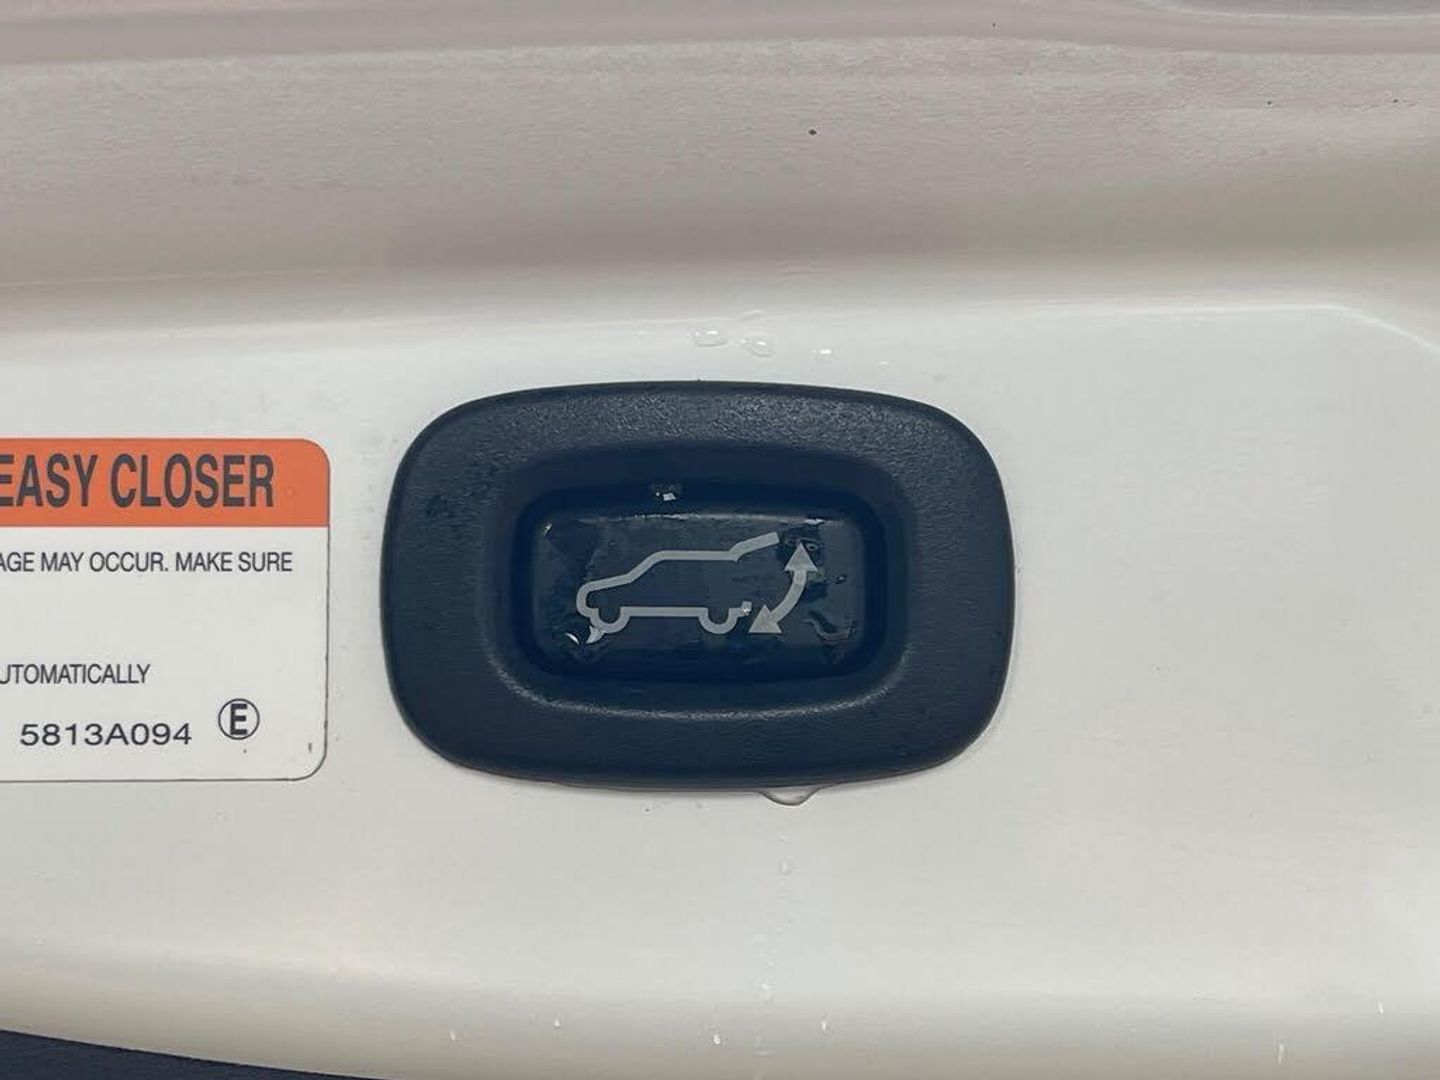 EASY CLOSER
AGE MAY OCCUR. MAKE SURE
UTOMATICALLY
5813A094 E